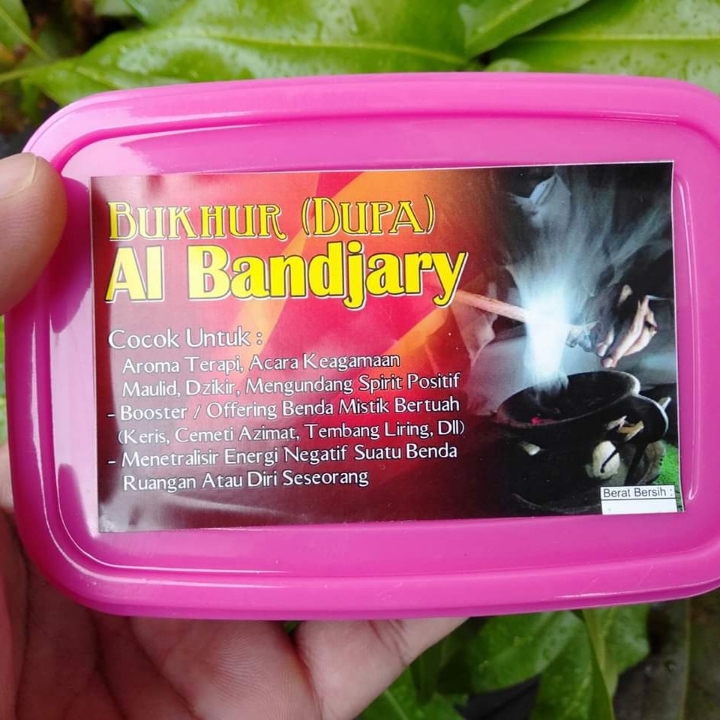 BUKHUR (DUPA)
Al Bandjary
Cocok Untuk :
Aroma Terapi, Acara Keagamaan
Maulid, Dzikir, Mengundang Spirit Positif
- Booster / Offering Benda Mistik Bertuah
(Keris, Cemeti Azimat, Tembang Liring, Dll)
- Menetralisir Energi Negatif Suatu Benda
Ruangan Atau Diri Seseorang
Berat Bersih :